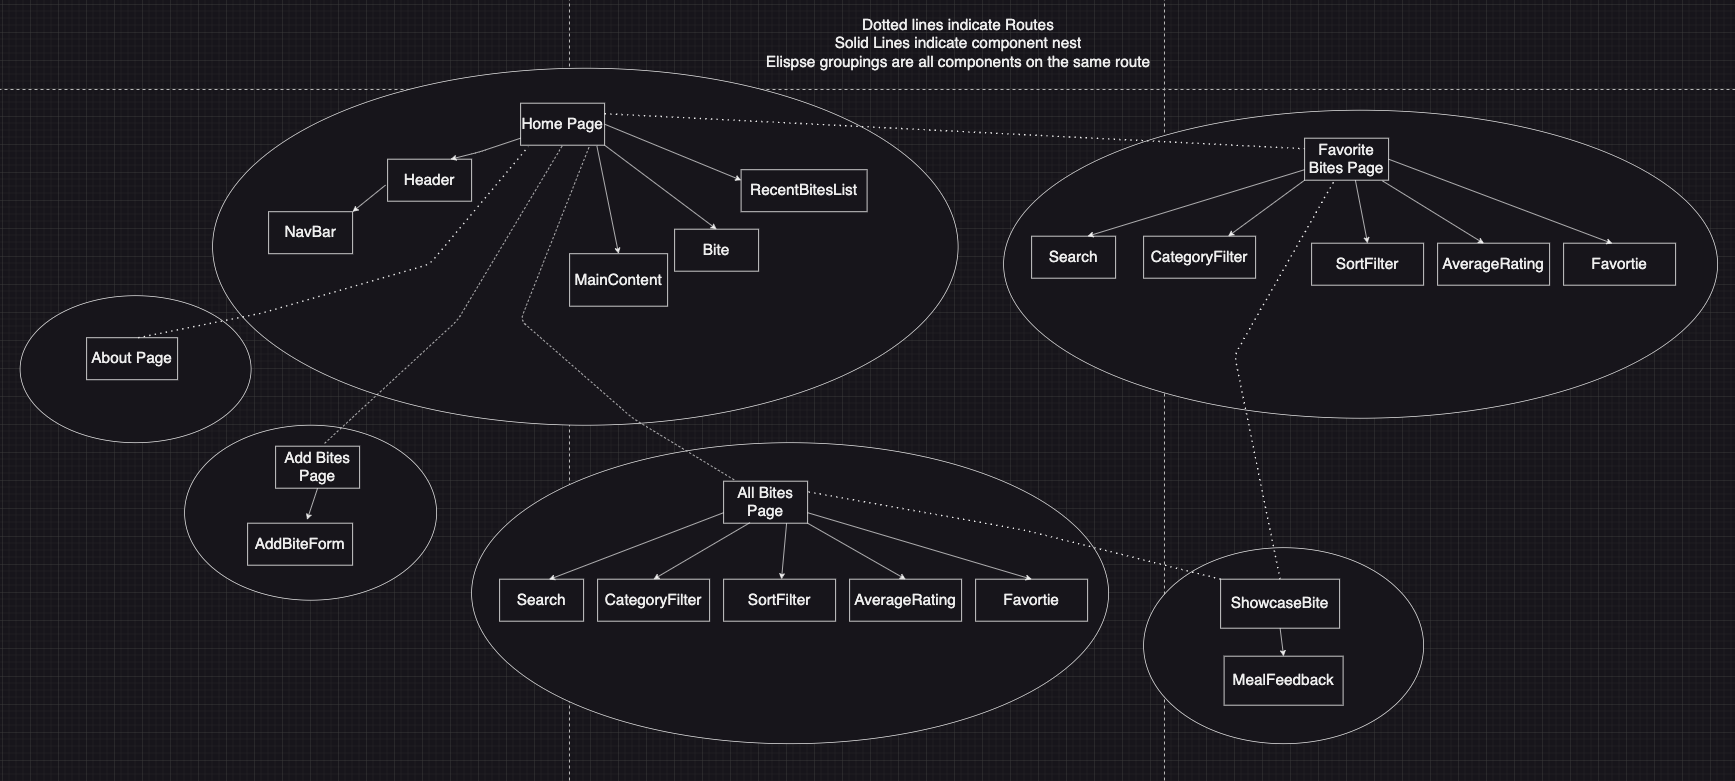 Dotted lines indicate Routes
Solid Lines indicate component nest
Elispse groupings are all components on the same route
Home Page
Header
NavBar
RecentBitesList
Bite
MainContent
Favorite
Bites Page
Search
CategoryFilter
SortFilter
AverageRating
Favortie
About Page
Add Bites
Page
AddBiteForm
All Bites
Page
Search
CategoryFilter
SortFilter
AverageRating
Favortie
ShowcaseBite
MealFeedback